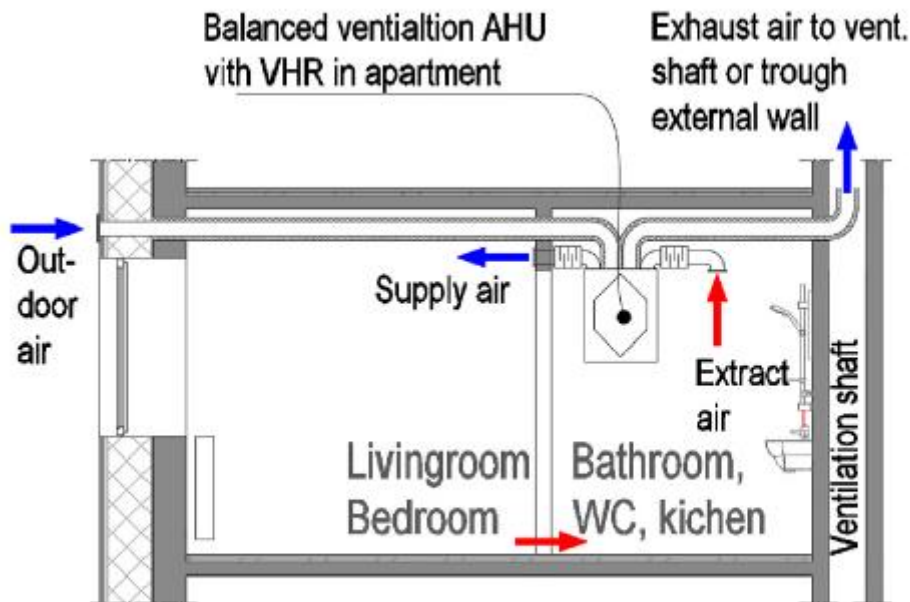 Balanced ventialtion AHU
vith VHR in apartment
Exhaust air to vent.
shaft or trough
external wall
Out-
door
air
Supply air
Extract
air
Ventilation shaft
Livingroom
Bedroom
Bathroom,
WC, kichen